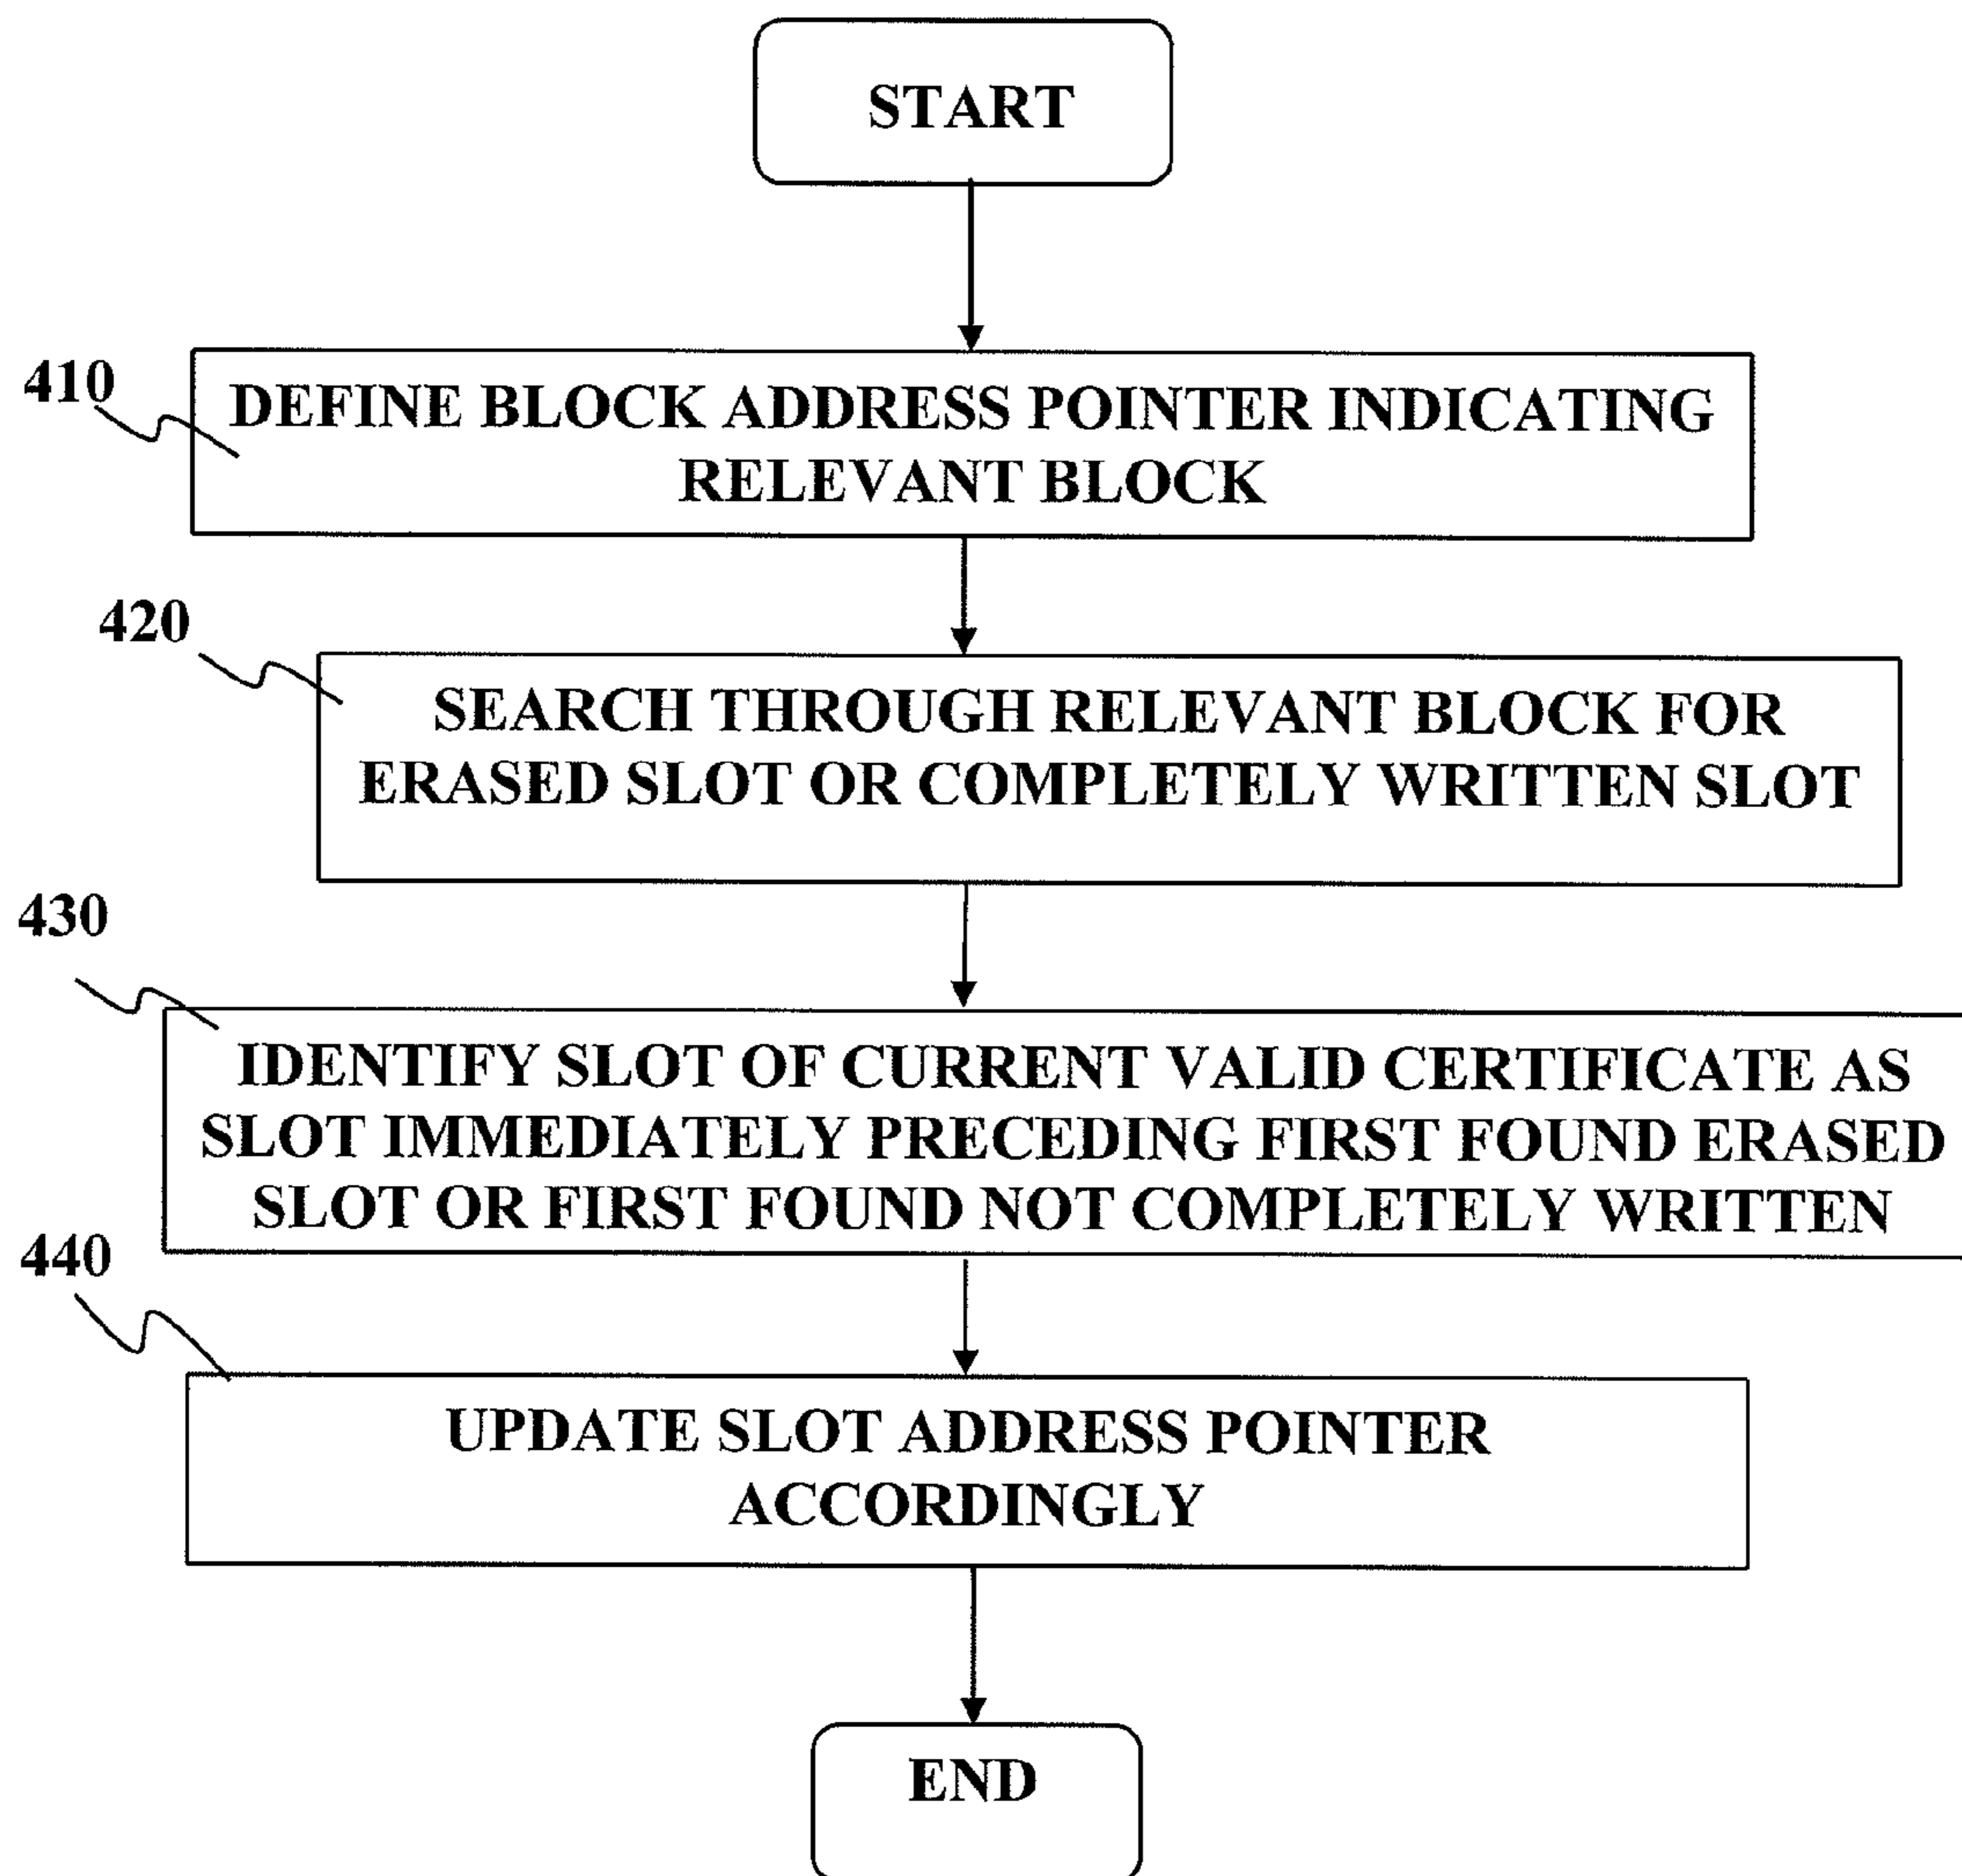 START
410
DEFINE BLOCK ADDRESS POINTER INDICATING
RELEVANT BLOCK
420
SEARCH THROUGH RELEVANT BLOCK FOR
ERASED SLOT OR COMPLETELY WRITTEN SLOT
430
IDENTIFY SLOT OF CURRENT VALID CERTIFICATE AS
SLOT IMMEDIATELY PRECEDING FIRST FOUND ERASED
SLOT OR FIRST FOUND NOT COMPLETELY WRITTEN
440
UPDATE SLOT ADDRESS POINTER
ACCORDINGLY
END